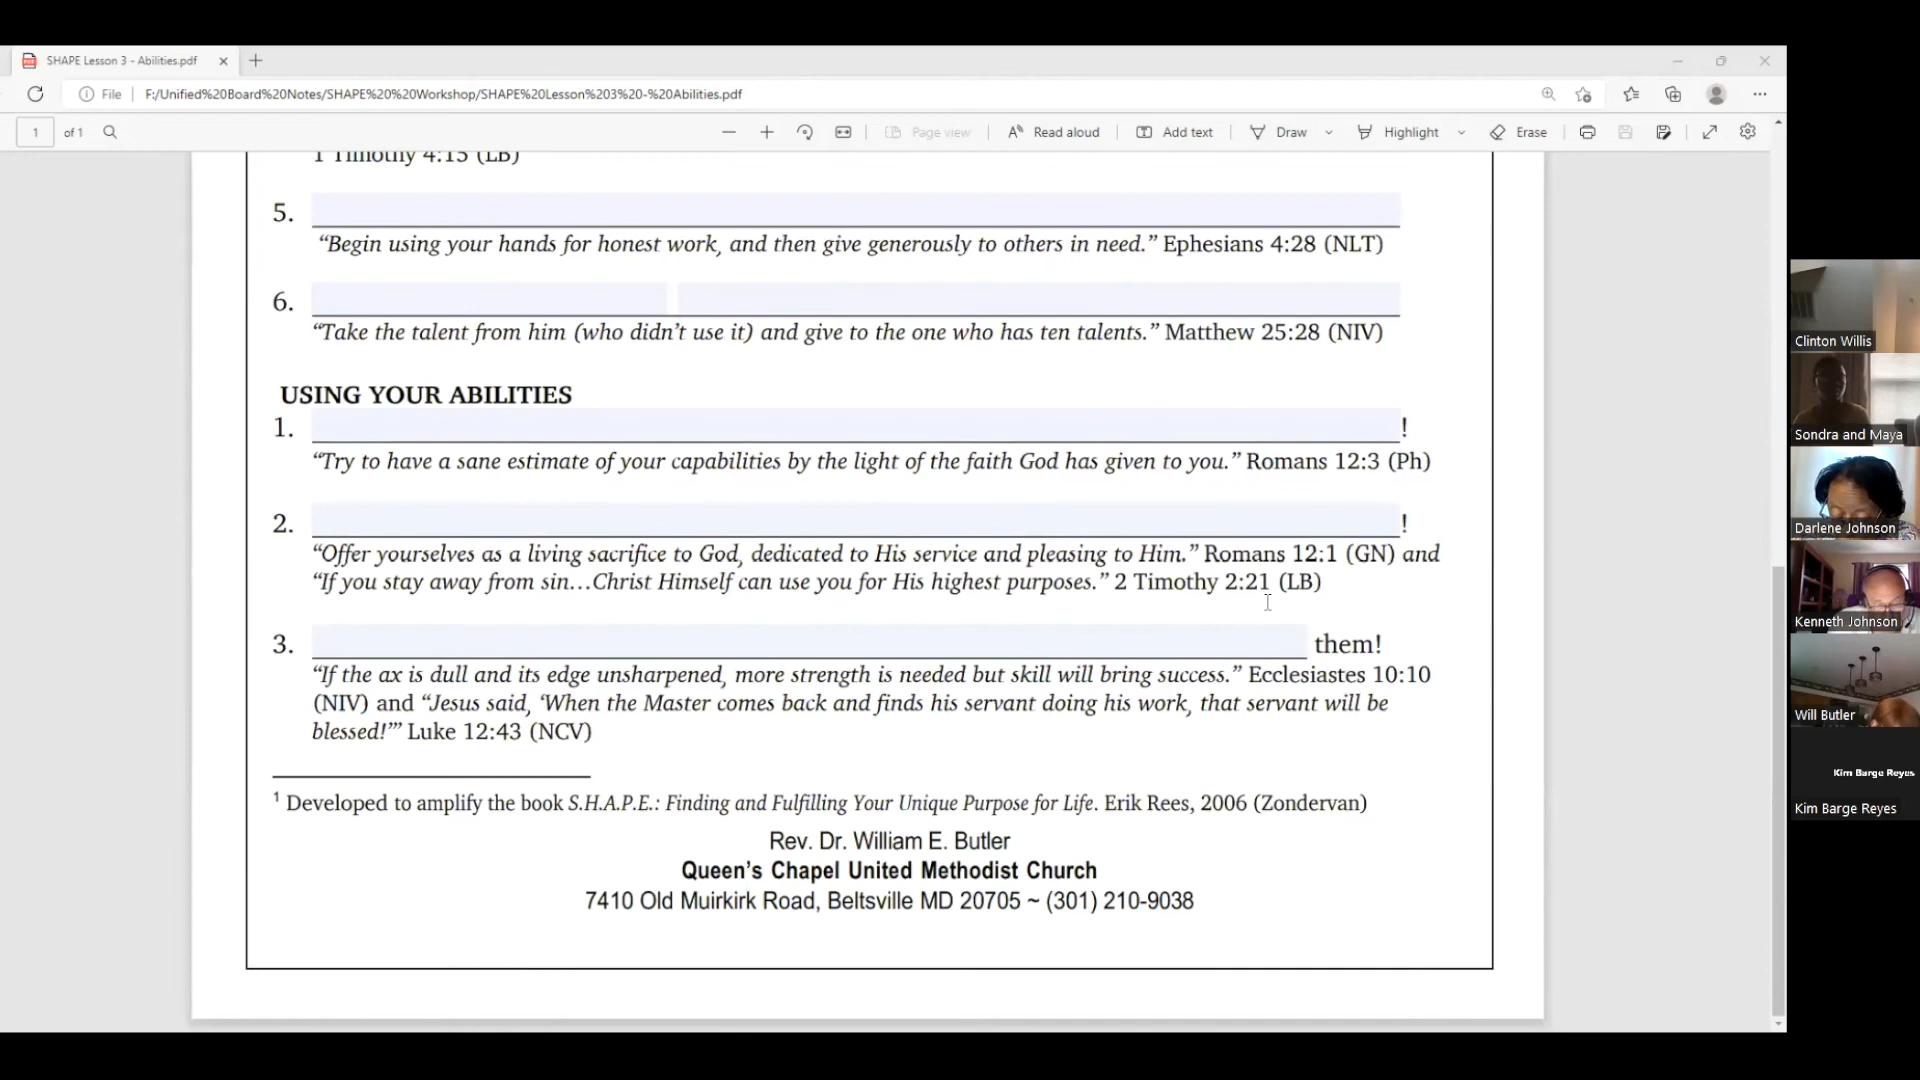 SHAPE Lesson 3 - Abilities.pdf
File F:/Unified%20Board%20Notes/SHAPE%20%20Workshop/SHAPE%20Lesson%203%20-%20Abilities.pdf
1 of 1 Page view Read aloud Add text Draw Highlight Erase
1 Timothy 4:15 (LB)
5.
“Begin using your hands for honest work, and then give generously to others in need.” Ephesians 4:28 (NLT)
6.
“Take the talent from him (who didn’t use it) and give to the one who has ten talents.” Matthew 25:28 (NIV)
USING YOUR ABILITIES
1. !
“Try to have a sane estimate of your capabilities by the light of the faith God has given to you.” Romans 12:3 (Ph)
2. !
“Offer yourselves as a living sacrifice to God, dedicated to His service and pleasing to Him.” Romans 12:1 (GN) and
“If you stay away from sin…Christ Himself can use you for His highest purposes.” 2 Timothy 2:21 (LB)
3. them!
“If the ax is dull and its edge unsharpened, more strength is needed but skill will bring success.” Ecclesiastes 10:10
(NIV) and “Jesus said, ‘When the Master comes back and finds his servant doing his work, that servant will be
blessed!’” Luke 12:43 (NCV)
1 Developed to amplify the book S.H.A.P.E.: Finding and Fulfilling Your Unique Purpose for Life. Erik Rees, 2006 (Zondervan)
Rev. Dr. William E. Butler
Queen’s Chapel United Methodist Church
7410 Old Muirkirk Road, Beltsville MD 20705 ~ (301) 210-9038
Clinton Willis
Sondra and Maya
Darlene Johnson
Kenneth Johnson
Will Butler
Kim Barge Reyes
Kim Barge Reyes